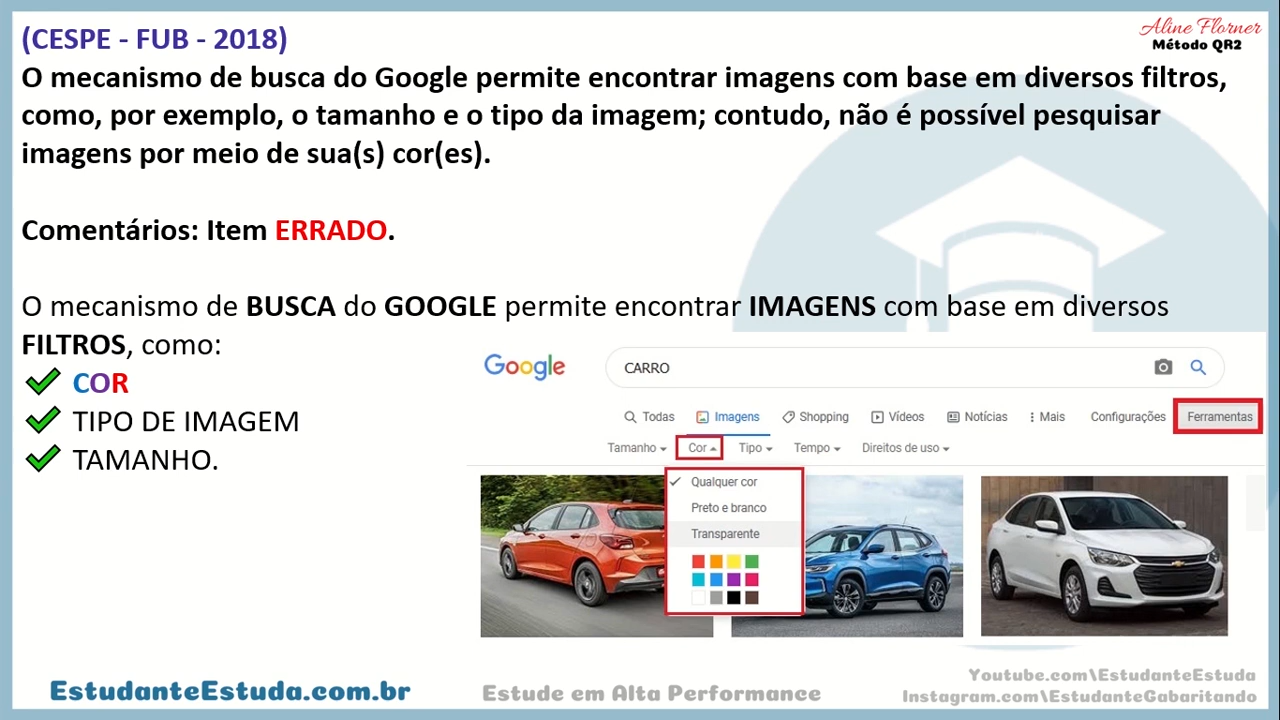 (CESPE - FUB - 2018)
Aline Florner
Método QR2
O mecanismo de busca do Google permite encontrar imagens com base em diversos filtros,
como, por exemplo, o tamanho e o tipo da imagem; contudo, não é possível pesquisar
imagens por meio de sua(s) cor(es).
Comentários: Item ERRADO.
O mecanismo de BUSCA do GOOGLE permite encontrar IMAGENS com base em diversos
FILTROS, como:
COR
TIPO DE IMAGEM
TAMANHO.
Google
CARRO
Todas Imagens Shopping Vídeos Notícias Mais Configurações Ferramentas
Tamanho Cor Tipo Tempo Direitos de uso
Qualquer cor
Preto e branco
Transparente
EstudanteEstuda.com.br
Estude em Alta Performance
Youtube.com/EstudanteEstuda
Instagram.com/EstudanteGabaritando